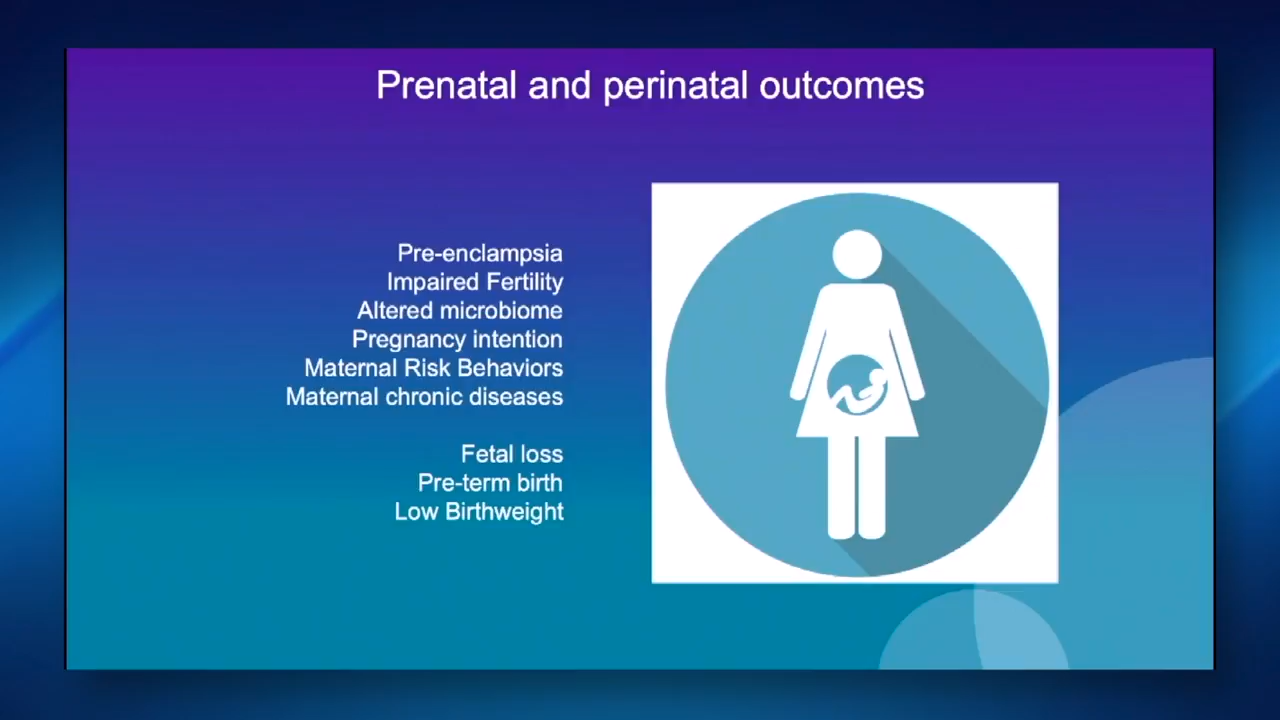 Prenatal and perinatal outcomes
Pre-enclampsia
Impaired Fertility
Altered microbiome
Pregnancy intention
Maternal Risk Behaviors
Maternal chronic diseases
Fetal loss
Pre-term birth
Low Birthweight